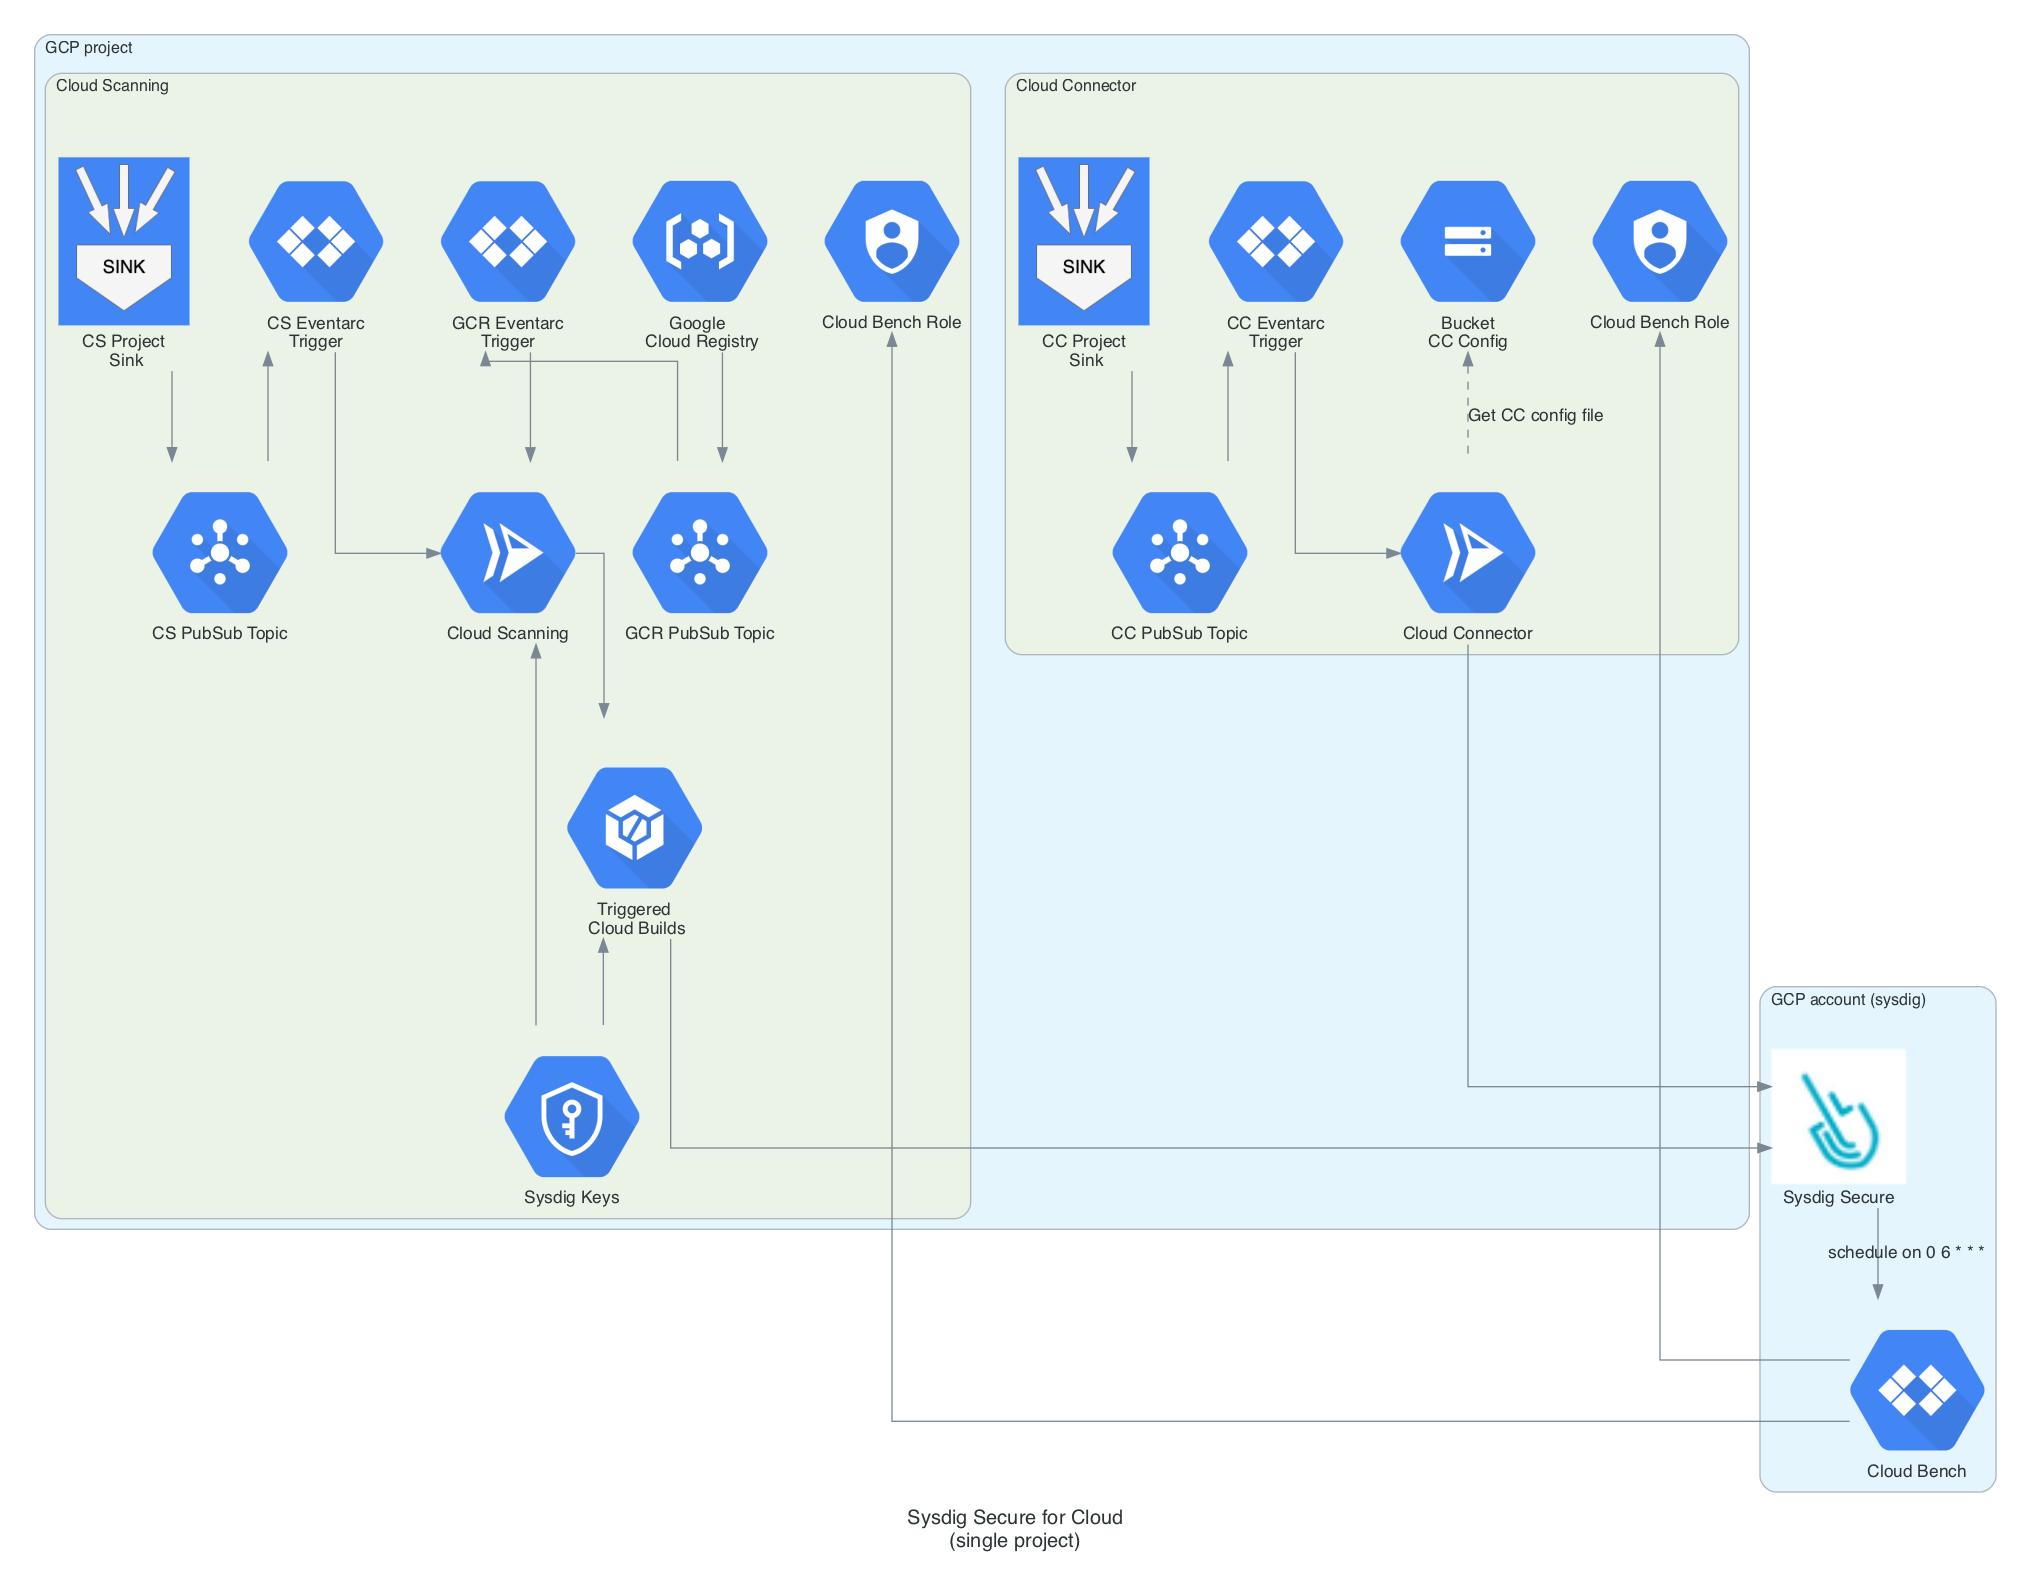 GCP project
Cloud Scanning
Cloud Connector
SINK
CS Project
Sink
CS Eventarc
Trigger
GCR Eventarc
Trigger
Google
Cloud Registry
Cloud Bench Role
SINK
CC Project
Sink
CC Eventarc
Trigger
Bucket
CC Config
Cloud Bench Role
Get CC config file
CS PubSub Topic
Cloud Scanning
GCR PubSub Topic
CC PubSub Topic
Cloud Connector
Triggered
Cloud Builds
GCP account (sysdig)
Sysdig Keys
Sysdig Secure
schedule on 0 6 * * *
Cloud Bench
Sysdig Secure for Cloud
(single project)